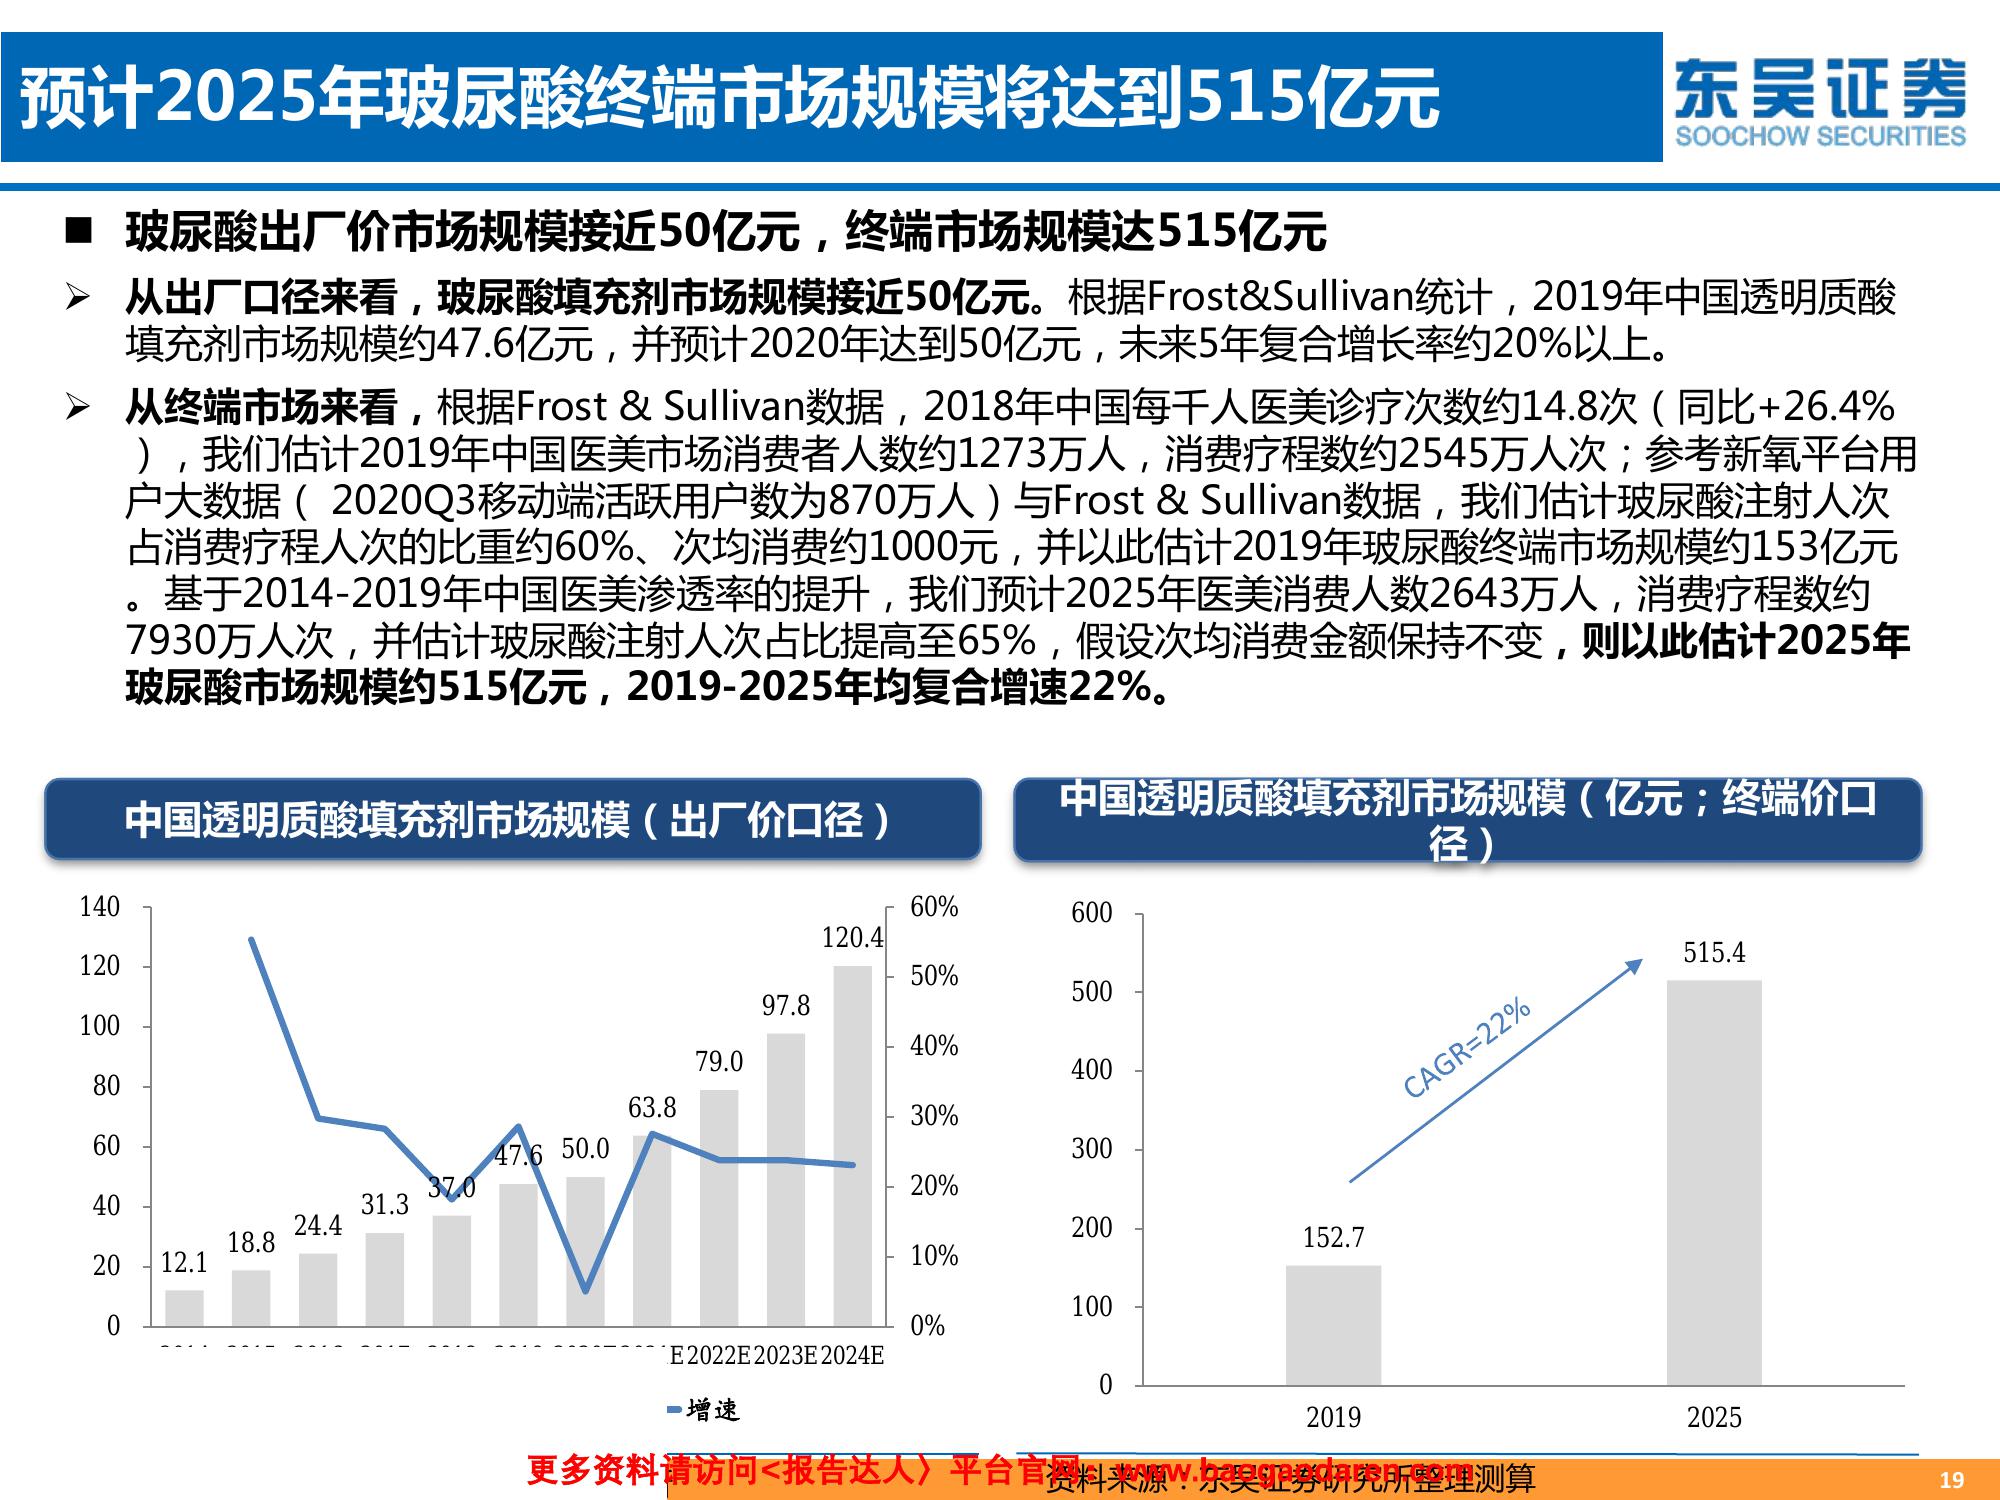 预计2025年玻尿酸终端市场规模将达到515亿元
东吴证券
SOOCHOW SECURITIES
■ 玻尿酸出厂价市场规模接近50亿元，终端市场规模达515亿元
➢ 从出厂口径来看，玻尿酸填充剂市场规模接近50亿元。根据Frost&Sullivan统计，2019年中国透明质酸
填充剂市场规模约47.6亿元，并预计2020年达到50亿元，未来5年复合增长率约20%以上。
➢ 从终端市场来看，根据Frost & Sullivan数据，2018年中国每千人医美诊疗次数约14.8次（同比+26.4%
），我们估计2019年中国医美市场消费者人数约1273万人，消费疗程数约2545万人次；参考新氧平台用
户大数据（ 2020Q3移动端活跃用户数为870万人）与Frost & Sullivan数据，我们估计玻尿酸注射人次
占消费疗程人次的比重约60%、次均消费约1000元，并以此估计2019年玻尿酸终端市场规模约153亿元
。基于2014-2019年中国医美渗透率的提升，我们预计2025年医美消费人数2643万人，消费疗程数约
7930万人次，并估计玻尿酸注射人次占比提高至65%，假设次均消费金额保持不变，则以此估计2025年
玻尿酸市场规模约515亿元，2019-2025年均复合增速22%。
中国透明质酸填充剂市场规模（出厂价口径）
140
120
100
80
60
40
20
0
60%
50%
40%
30%
20%
10%
0%
12.1
18.8
24.4
31.3
37.0
47.6
50.0
63.8
79.0
97.8
120.4
E 2022E 2023E 2024E
增速
中国透明质酸填充剂市场规模（亿元；终端价口
径）
600
500
400
300
200
100
0
152.7
515.4
CAGR=22%
2019
2025
更多资料请访问<报告达人〉平台官网：www.baogaodaren.com
资料来源：东吴证券研究所整理测算
19